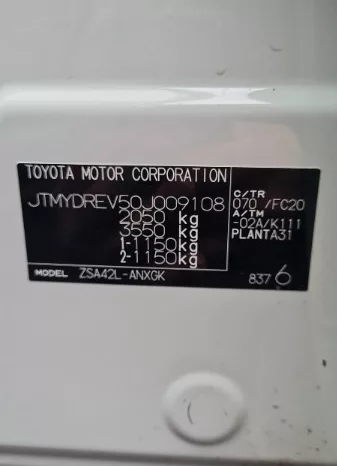 TOYOTA MOTOR CORPORATION
JTMYDREV50J009108
2050 kg
3550 kg
1-1150kg
2-1150kg
C/TR
070 /FC20
A/TM
-02A/K111
PLANTA31
MODEL ZSA42L-ANXGK
837 6